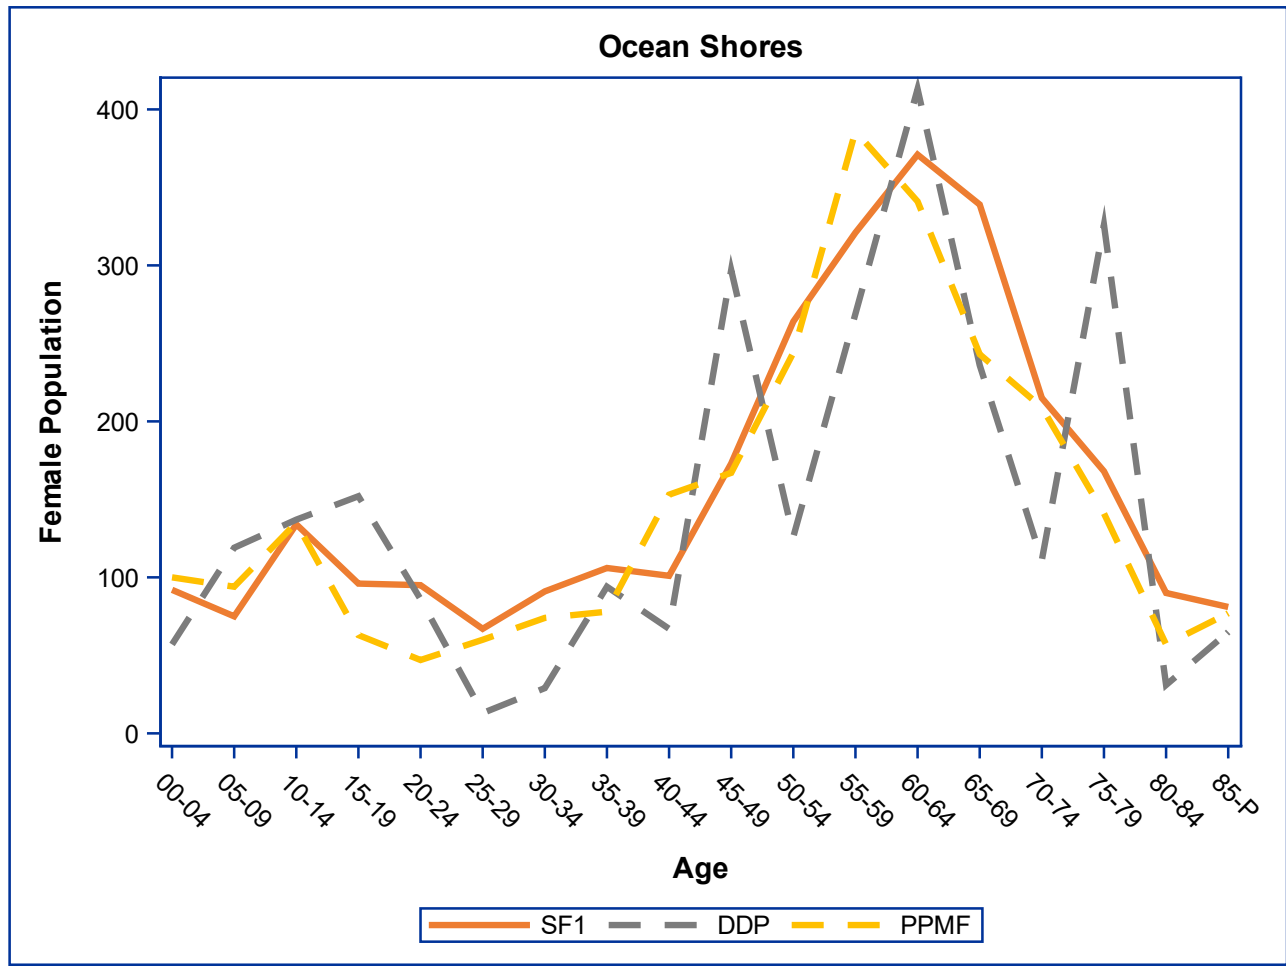 Ocean Shores
400
300
200
100
0
Female Population
00-04 05-09 10-14 15-19 20-24 25-29 30-34 35-39 40-44 45-49 50-54 55-59 60-64 65-69 70-74 75-79 80-84 85-P
Age
SF1 DDP PPMF